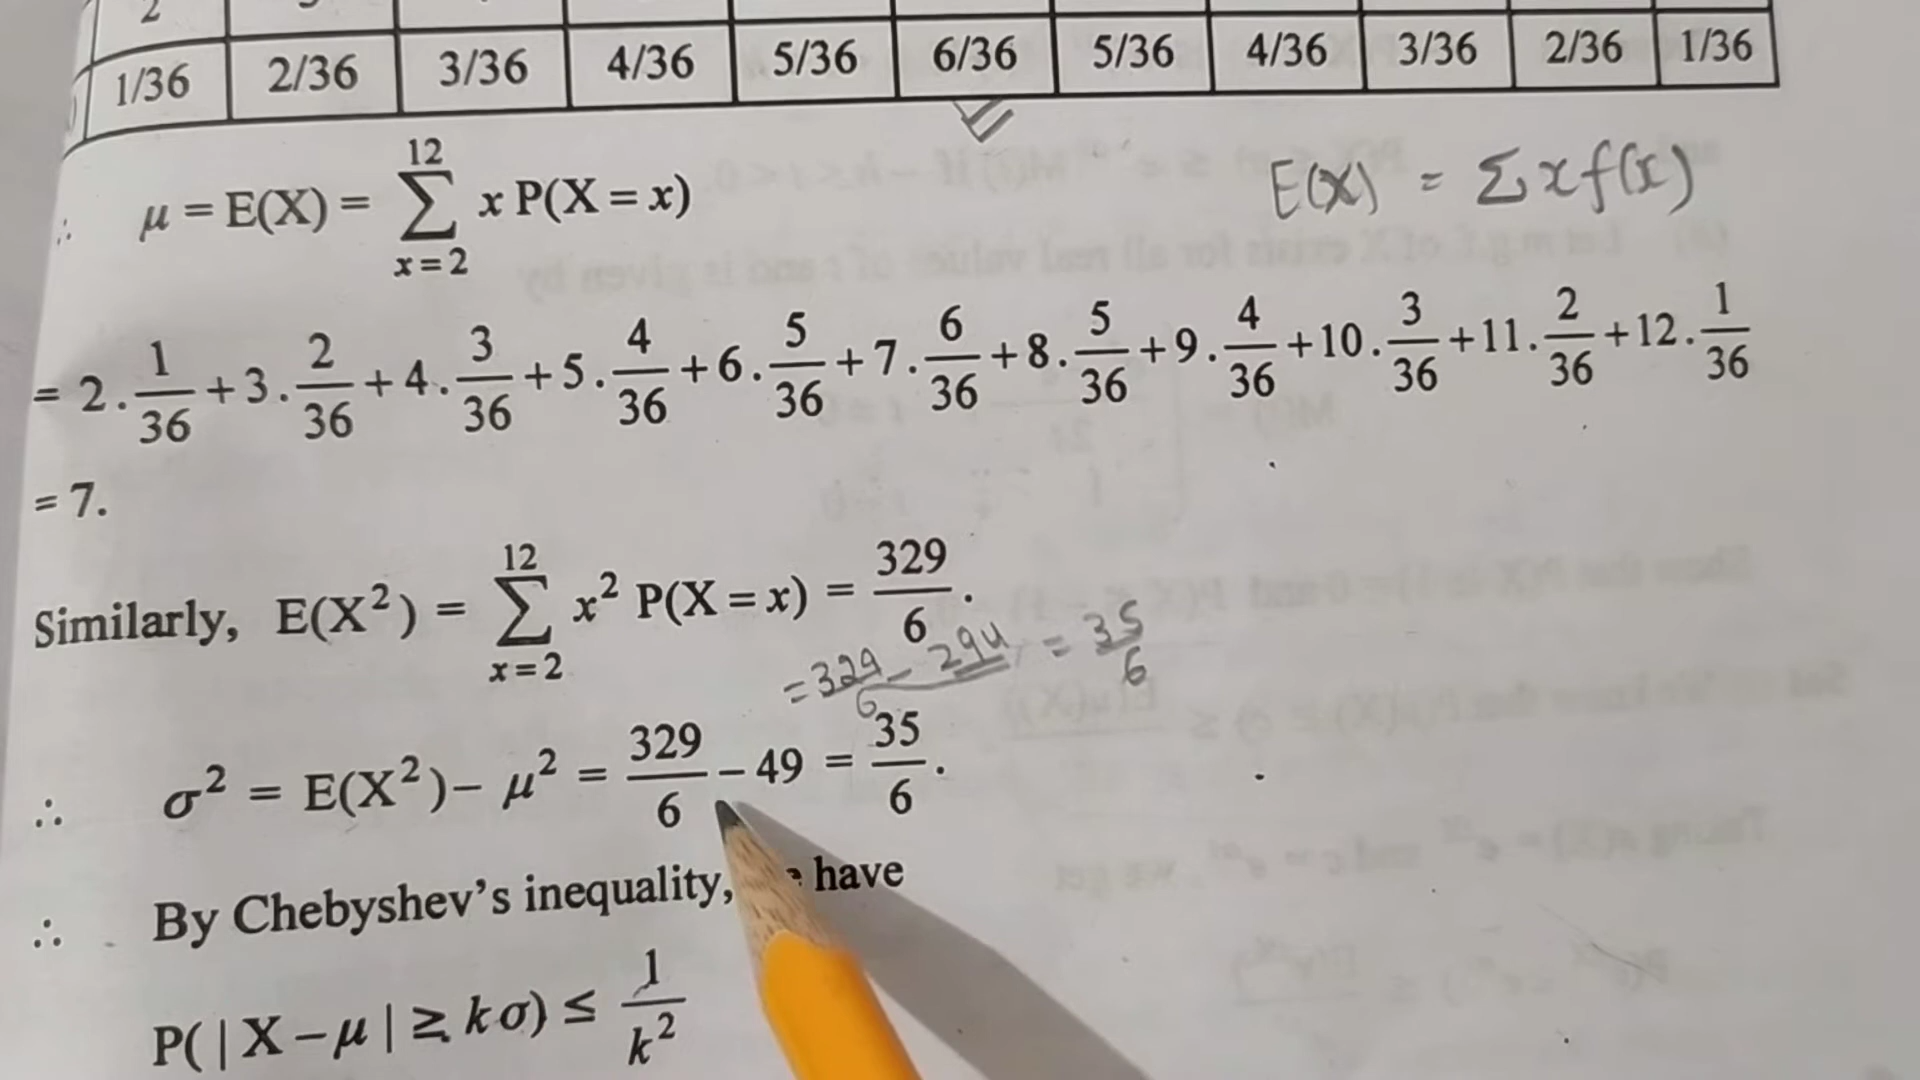 2
1/36 2/36 3/36 4/36 5/36 6/36 5/36 4/36 3/36 2/36 1/36
∴ μ = E(X) = ∑_{x=2}^{12} x P(X = x)
E(X) = Σ x f(x)
= 2 . 1/36 + 3 . 2/36 + 4 . 3/36 + 5 . 4/36 + 6 . 5/36 + 7 . 6/36 + 8 . 5/36 + 9 . 4/36 + 10 . 3/36 + 11 . 2/36 + 12 . 1/36
= 7.
Similarly, E(X²) = ∑_{x=2}^{12} x² P(X = x) = 329/6.
= 329 - 294 / 6 = 35/6
∴ σ² = E(X²) – μ² = 329/6 – 49 = 35/6.
∴ By Chebyshev's inequality, have
P( | X – μ | ≥ kσ) ≤ 1/k²